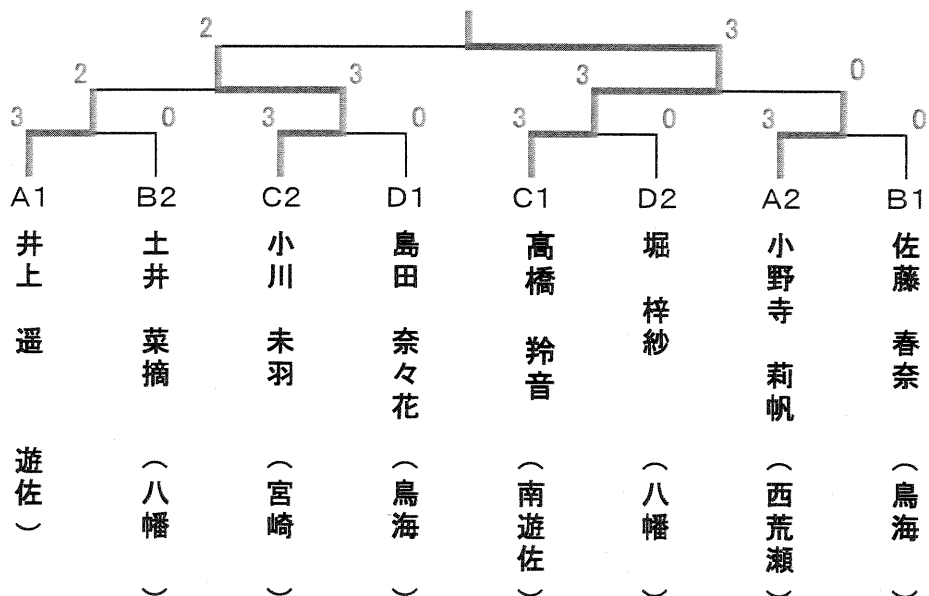 2 3
2 3 3 0
3 0 3 0 3 0 3 0
A1 B2 C2 D1 C1 D2 A2 B1
井上 遥 遊佐）
土井 菜摘 （八幡）
小川 未羽 （宮崎）
島田 奈々花 （鳥海）
髙橋 羚音 （南遊佐）
堀 梓紗 （八幡）
小野寺 莉帆 （西荒瀬）
佐藤 春奈 （鳥海）